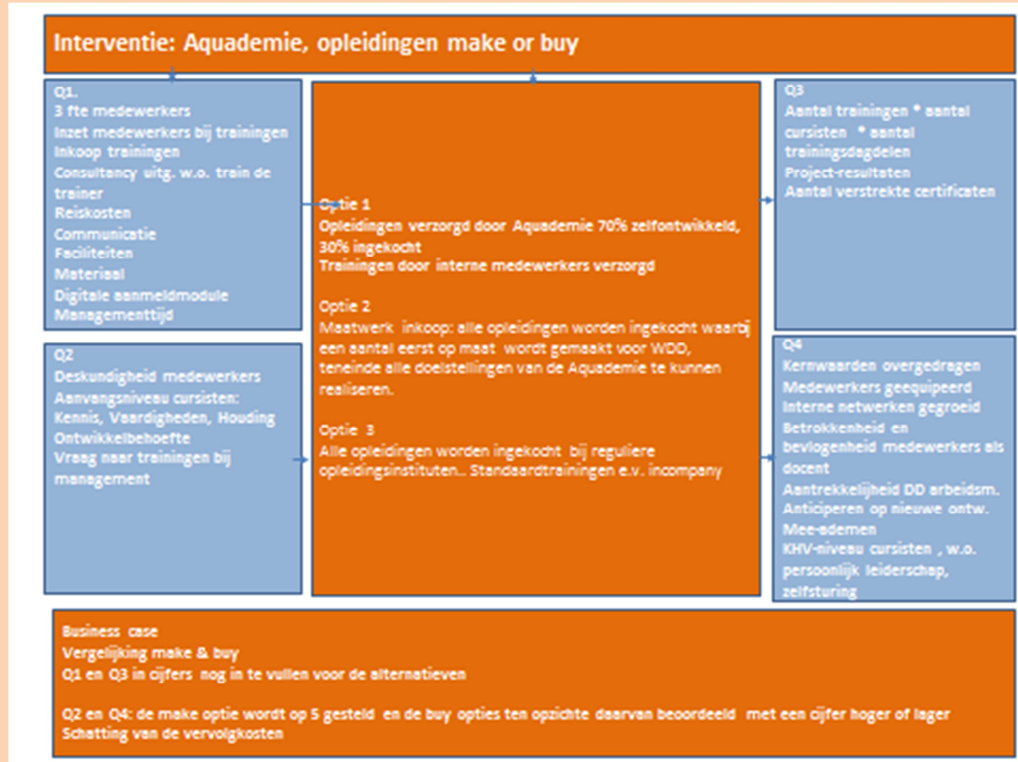 Interventie: Aquademie, opleidingen make or buy
Q1.
3 fte medewerkers
Inzet medewerkers bij trainingen
Inkoop trainingen
Consultancy uitg. w.o. train de
trainer
Reiskosten
Communicatie
Faciliteiten
Materiaal
Digitale aanmeldmodule
Managementtijd
Q2
Deskundigheid medewerkers
Aanvangsniveau cursisten:
Kennis, Vaardigheden, Houding
Ontwikkelbehoefte
Vraag naar trainingen bij
management
Optie 1
Opleidingen verzorgd door Aquademie 70% zelfontwikkeld,
30% ingekocht
Trainingen door interne medewerkers verzorgd
Optie 2
Maatwerk inkoop: alle opleidingen worden ingekocht waarbij
een aantal eerst op maat wordt gemaakt voor WDD,
teneinde alle doelstellingen van de Aquademie te kunnen
realiseren.
Optie 3
Alle opleidingen worden ingekocht bij reguliere
opleidingsinstituten.. Standaardtrainingen e.v. incompany
Q3
Aantal trainingen * aantal
cursisten * aantal
trainingsdagdelen
Project-resultaten
Aantal verstrekte certificaten
Q4
Kernwaarden overgedragen
Medewerkers geequipeerd
Interne netwerken gegroeid
Betrokkenheid en
bevlogenheid medewerkers als
docent
Aantrekkelijheid DD arbeidsm.
Anticiperen op nieuwe ontw.
Mee-ademen
KHV-niveau cursisten , w.o.
persoonlijk leiderschap,
zelfsturing
Business case
Vergelijking make & buy
Q1 en Q3 in cijfers nog in te vullen voor de alternatieven
Q2 en Q4: de make optie wordt op 5 gesteld en de buy opties ten opzichte daarvan beoordeeld met een cijfer hoger of lager
Schatting van de vervolgkosten